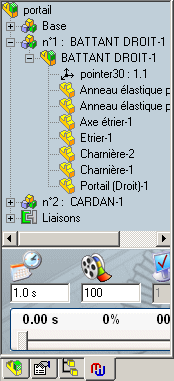 portail
Base
n°1 : BATTANT DROIT-1
BATTANT DROIT-1
pointer30 : 1.1
Anneau élastique p
Anneau élastique p
Axe étrier-1
Etrier-1
Charnière-2
Charnière-1
Portail (Droit)-1
n°2 : CARDAN-1
Liaisons
1.0 s 100 1
0.00 s 0% 00